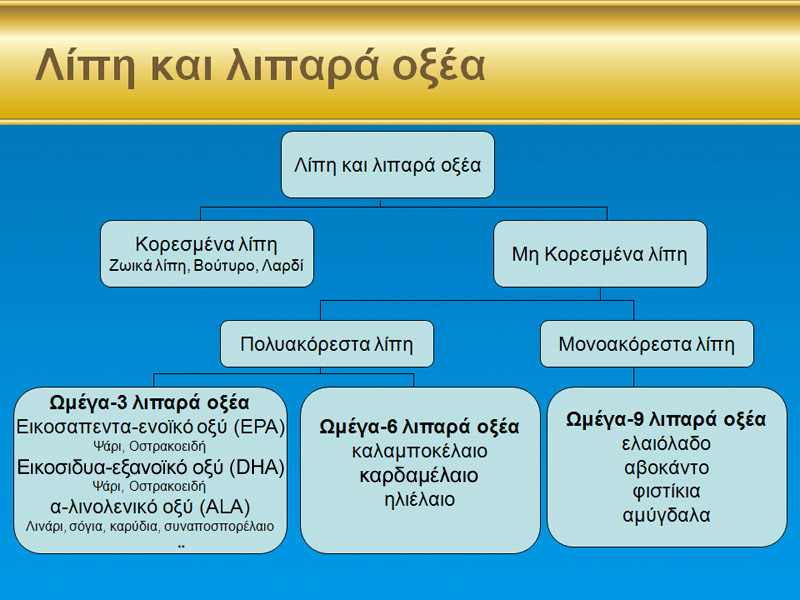 Λίπη και λιπαρά οξέα
Λίπη και λιπαρά οξέα
Κορεσμένα λίπη
Ζωικά λίπη, Βούτυρο, Λαρδί
Μη Κορεσμένα λίπη
Πολυακόρεστα λίπη
Μονοακόρεστα λίπη
Ωμέγα-3 λιπαρά οξέα
Εικοσαπεντα-ενοϊκό οξύ (EPA)
Ψάρι, Οστρακοειδή
Εικοσιδυα-εξανοϊκό οξύ (DHA)
Ψάρι, Οστρακοειδή
α-λινολενικό οξύ (ALA)
Λινάρι, σόγια, καρύδια, συναποσπορέλαιο
..
Ωμέγα-6 λιπαρά οξέα
καλαμποκέλαιο
καρδαμέλαιο
ηλιέλαιο
Ωμέγα-9 λιπαρά οξέα
ελαιόλαδο
αβοκάντο
φιστίκια
αμύγδαλα